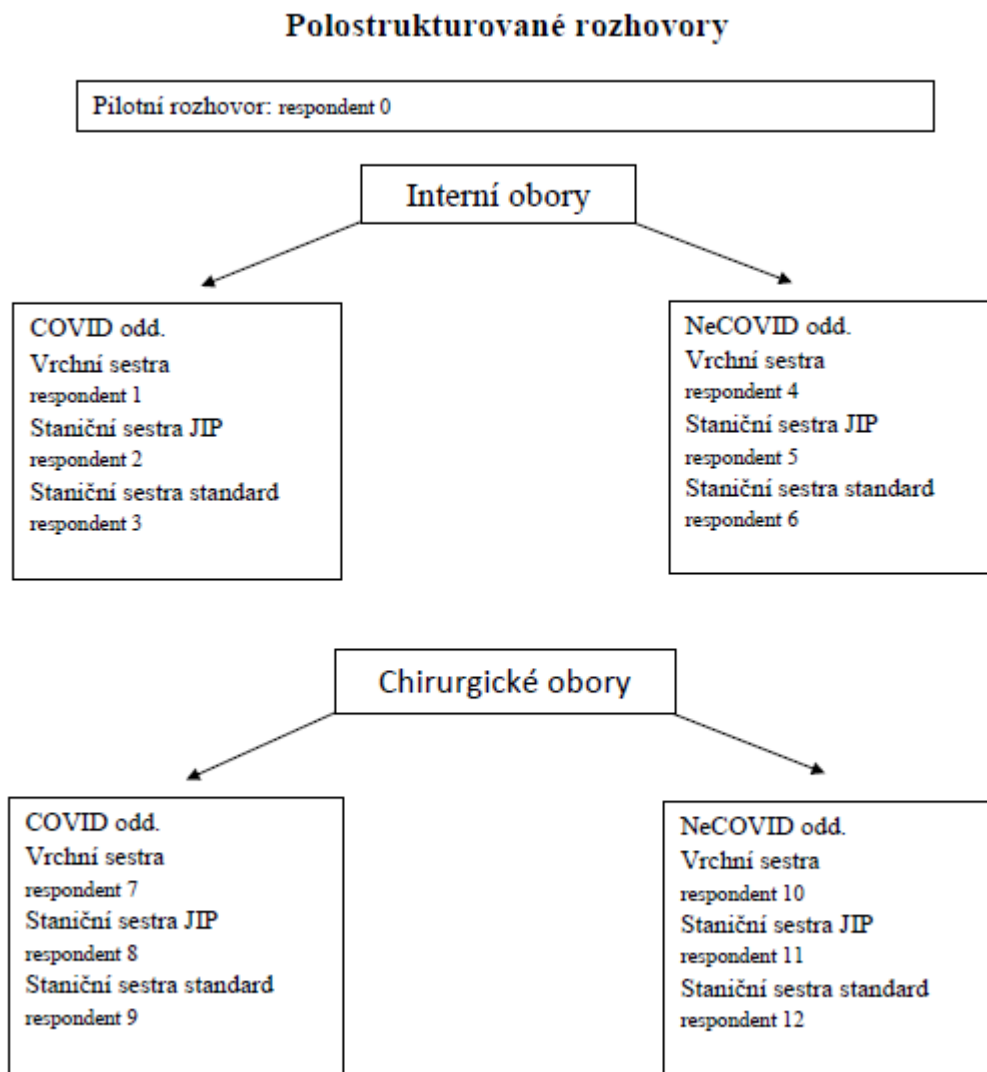 Polostrukturované rozhovory
Pilotní rozhovor: respondent 0
Interní obory
COVID odd.
Vrchní sestra
respondent 1
Staniční sestra JIP
respondent 2
Staniční sestra standard
respondent 3
NeCOVID odd.
Vrchní sestra
respondent 4
Staniční sestra JIP
respondent 5
Staniční sestra standard
respondent 6
Chirurgické obory
COVID odd.
Vrchní sestra
respondent 7
Staniční sestra JIP
respondent 8
Staniční sestra standard
respondent 9
NeCOVID odd.
Vrchní sestra
respondent 10
Staniční sestra JIP
respondent 11
Staniční sestra standard
respondent 12